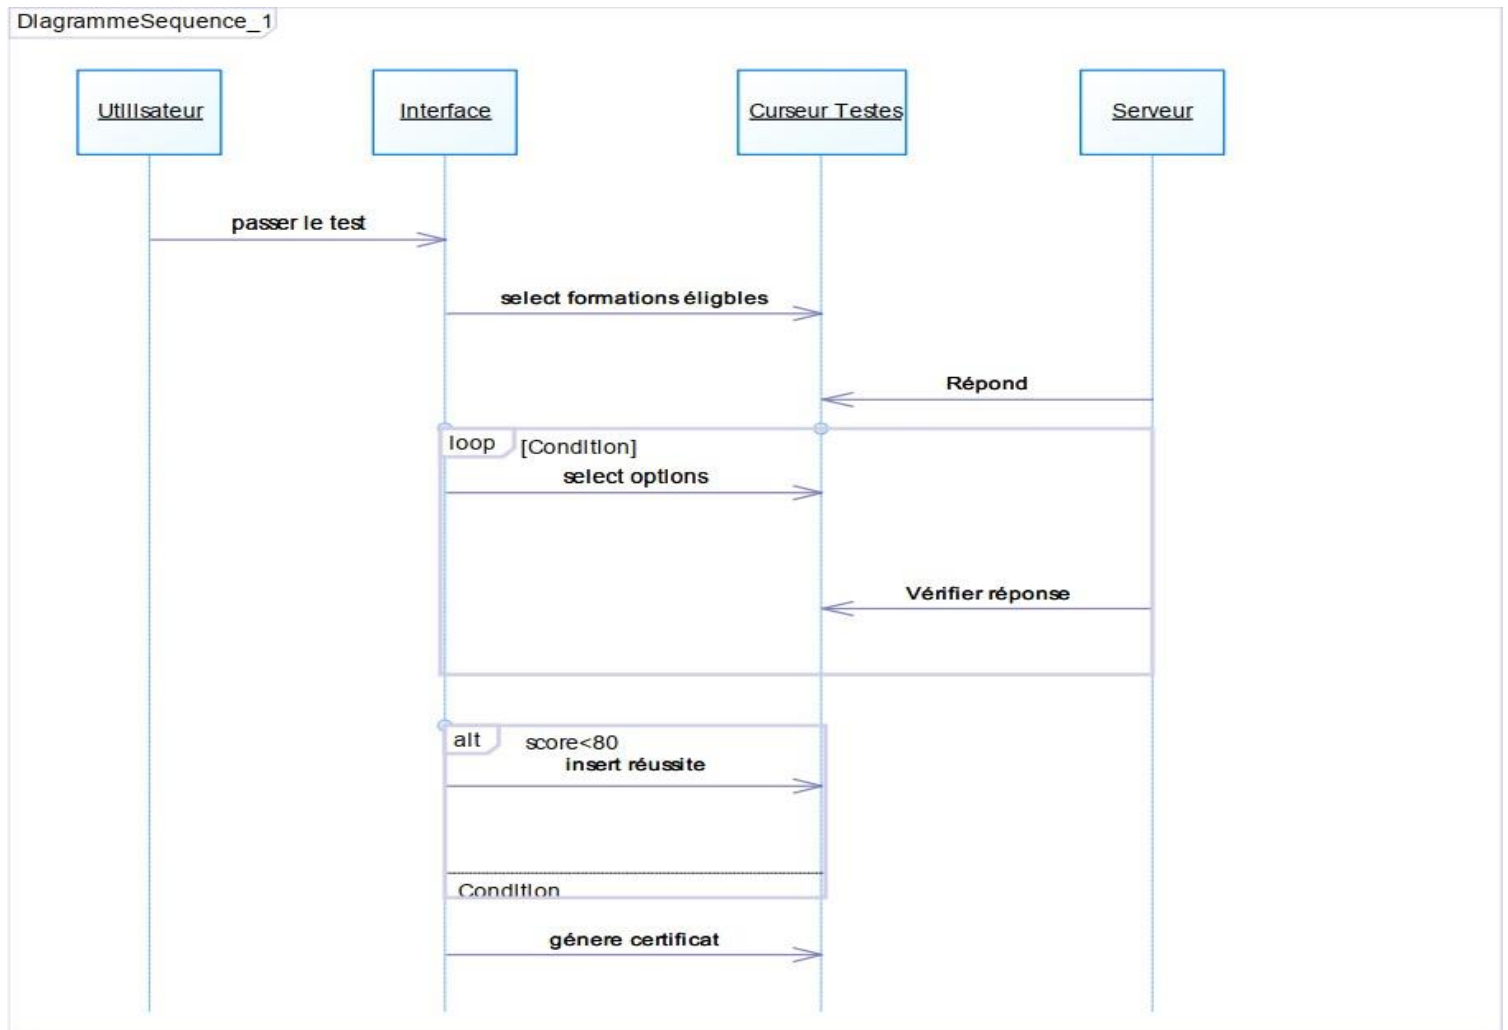 DIagrammeSequence_1
UtIlIsateur
Interface
Curseur Testes
Serveur
passer le test
select formations éligbles
Répond
loop
[CondItIon]
select optIons
Vérifier réponse
alt
score<80
insert réussite
CondItIon
génere certificat